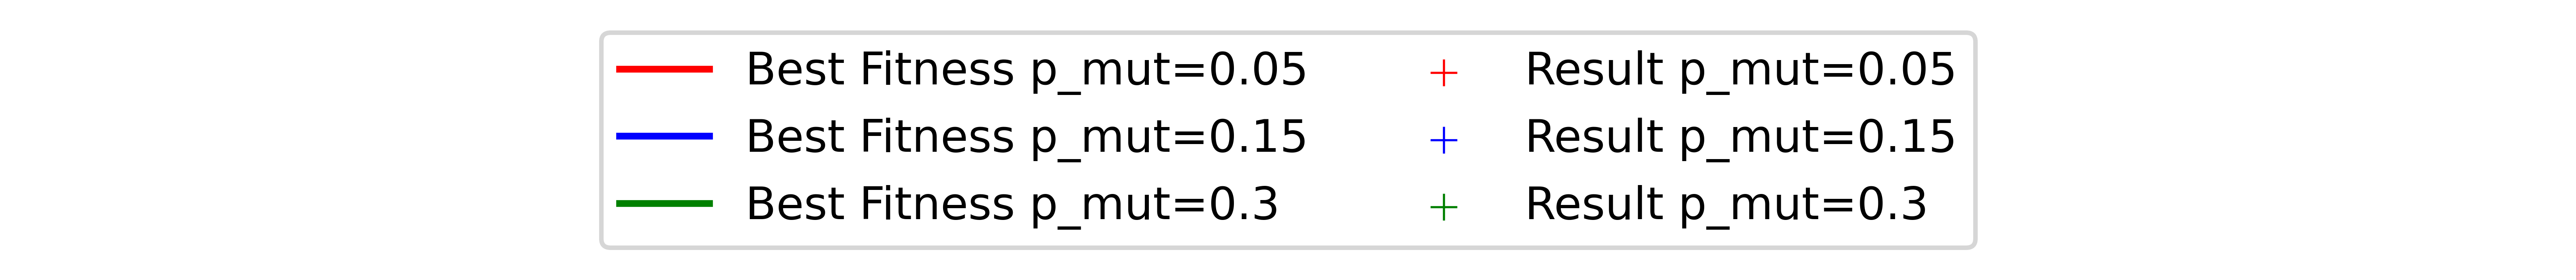 Best Fitness p_mut=0.05
Best Fitness p_mut=0.15
Best Fitness p_mut=0.3
Result p_mut=0.05
Result p_mut=0.15
Result p_mut=0.3